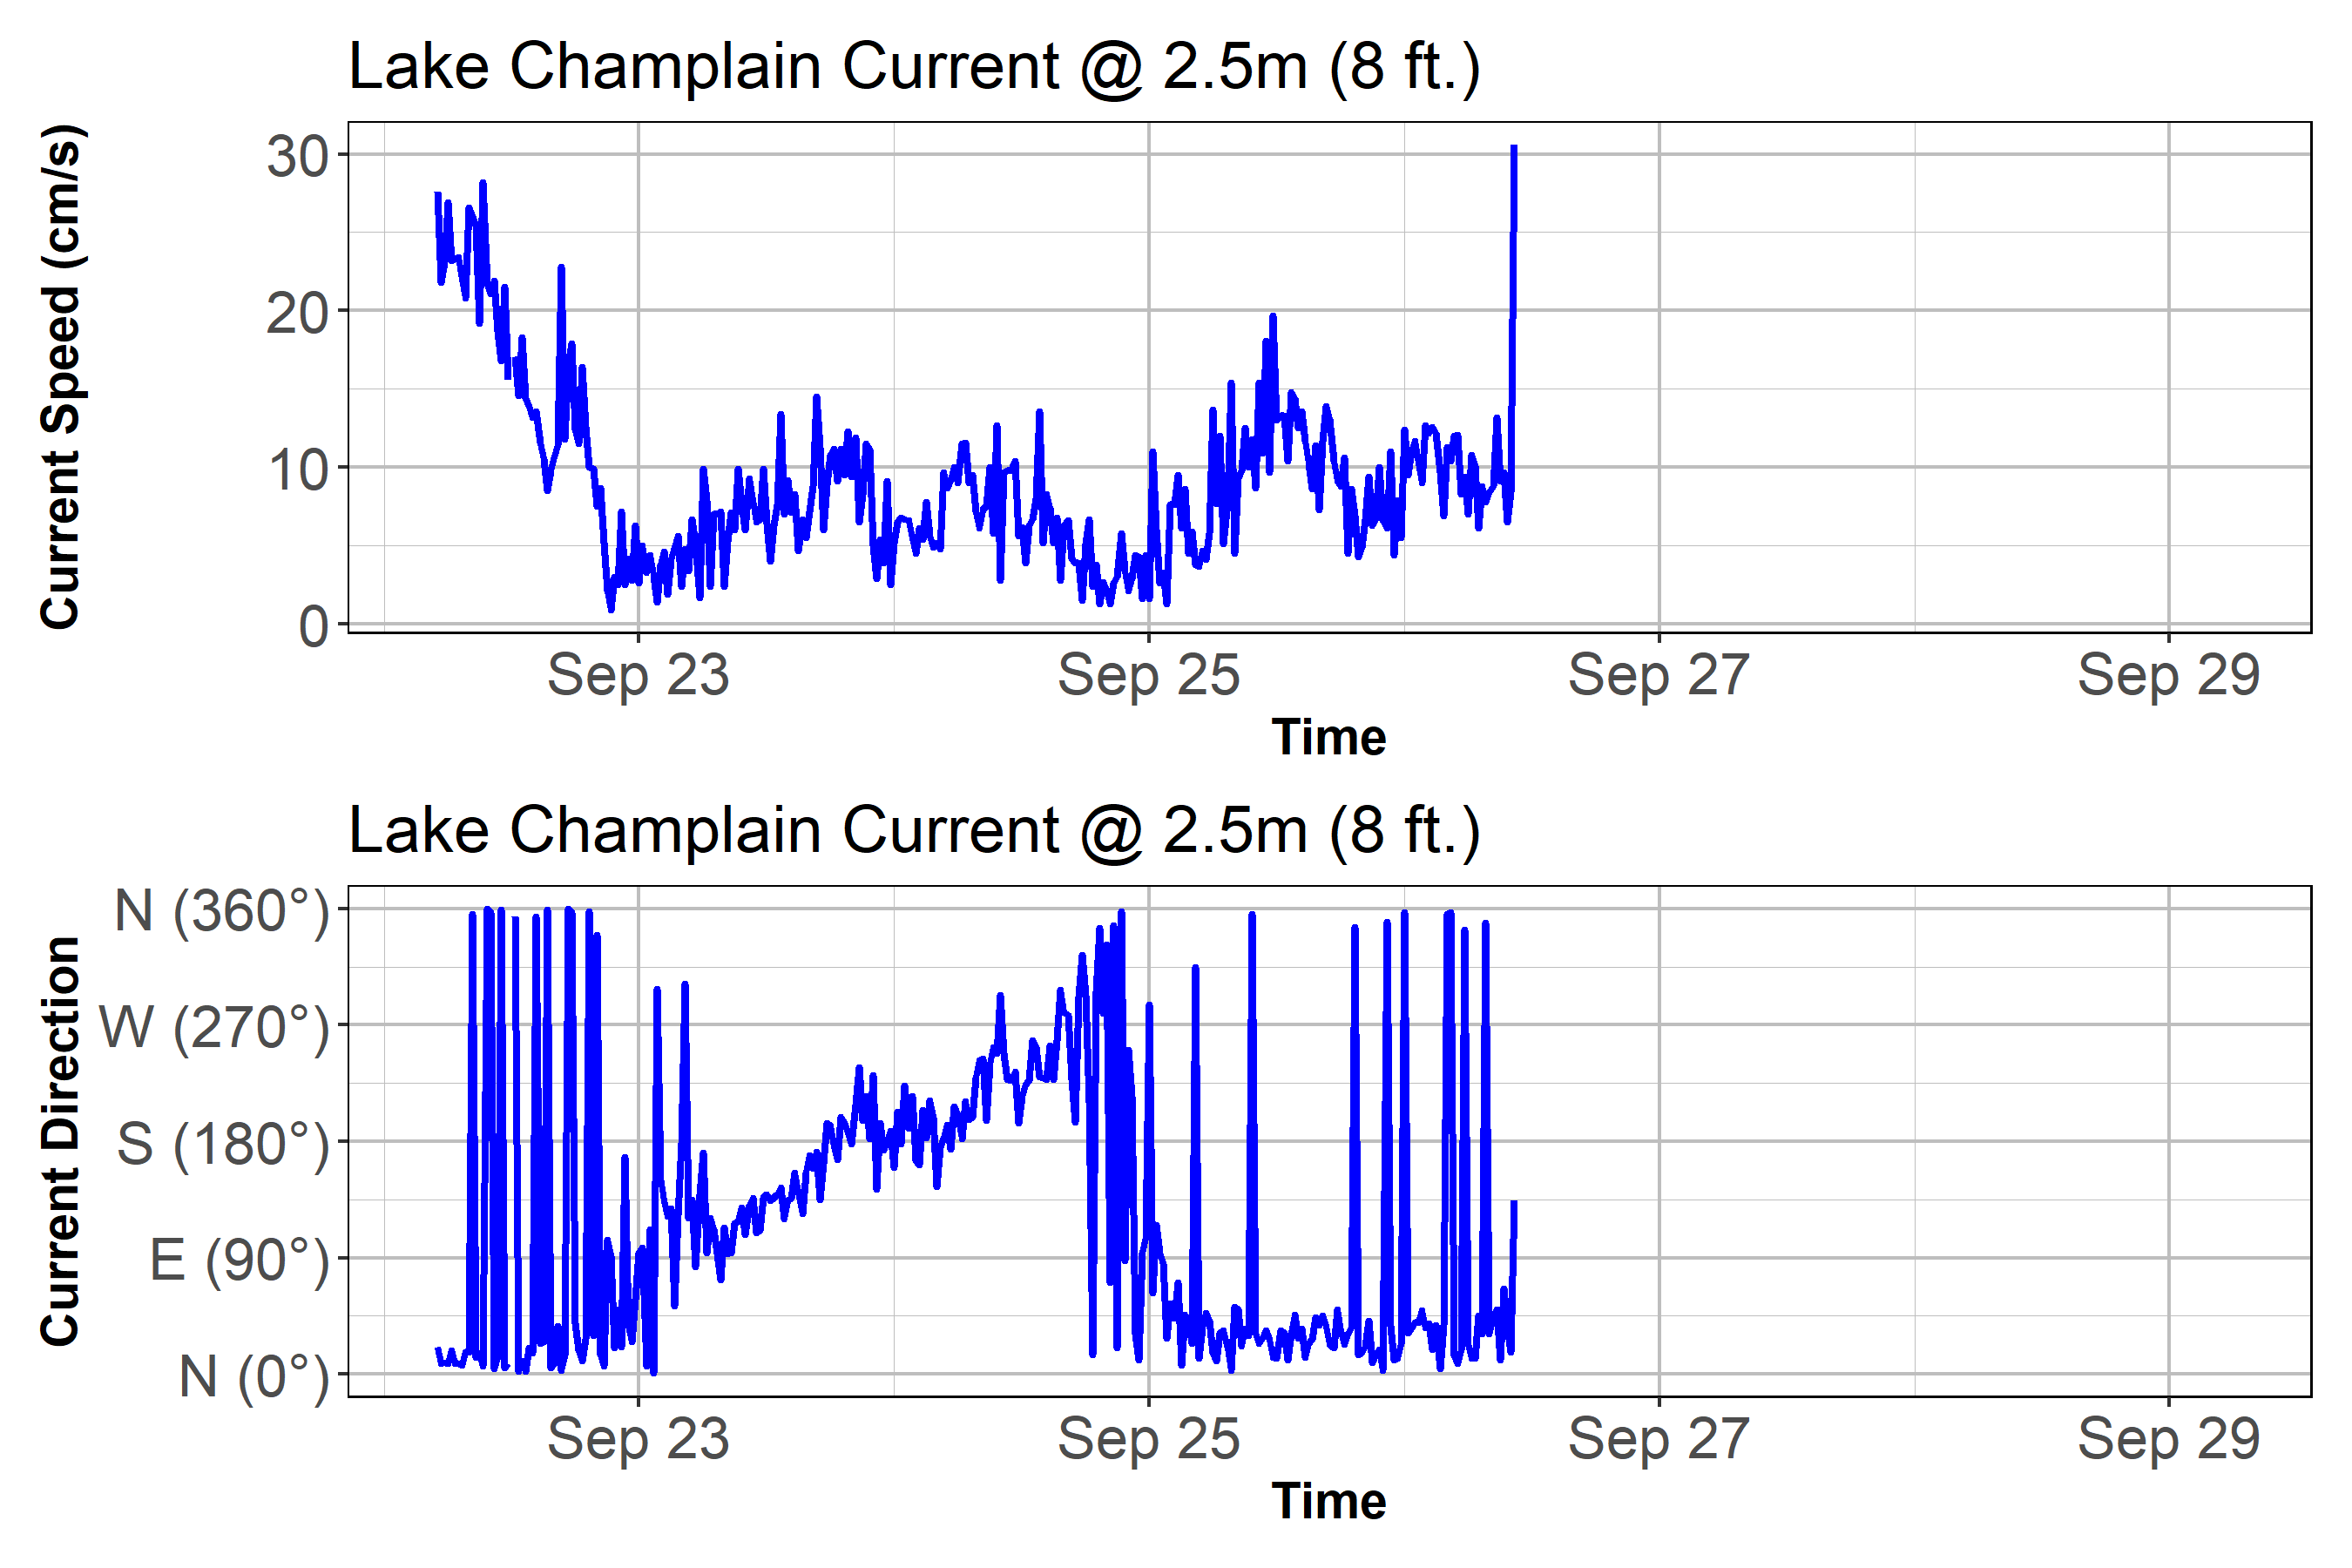 Lake Champlain Current @ 2.5m (8 ft.)
Current Speed (cm/s)
30
20
10
0
Sep 23 Sep 25 Sep 27 Sep 29
Time
Lake Champlain Current @ 2.5m (8 ft.)
Current Direction
N (360°)
W (270°)
S (180°)
E (90°)
N (0°)
Sep 23 Sep 25 Sep 27 Sep 29
Time